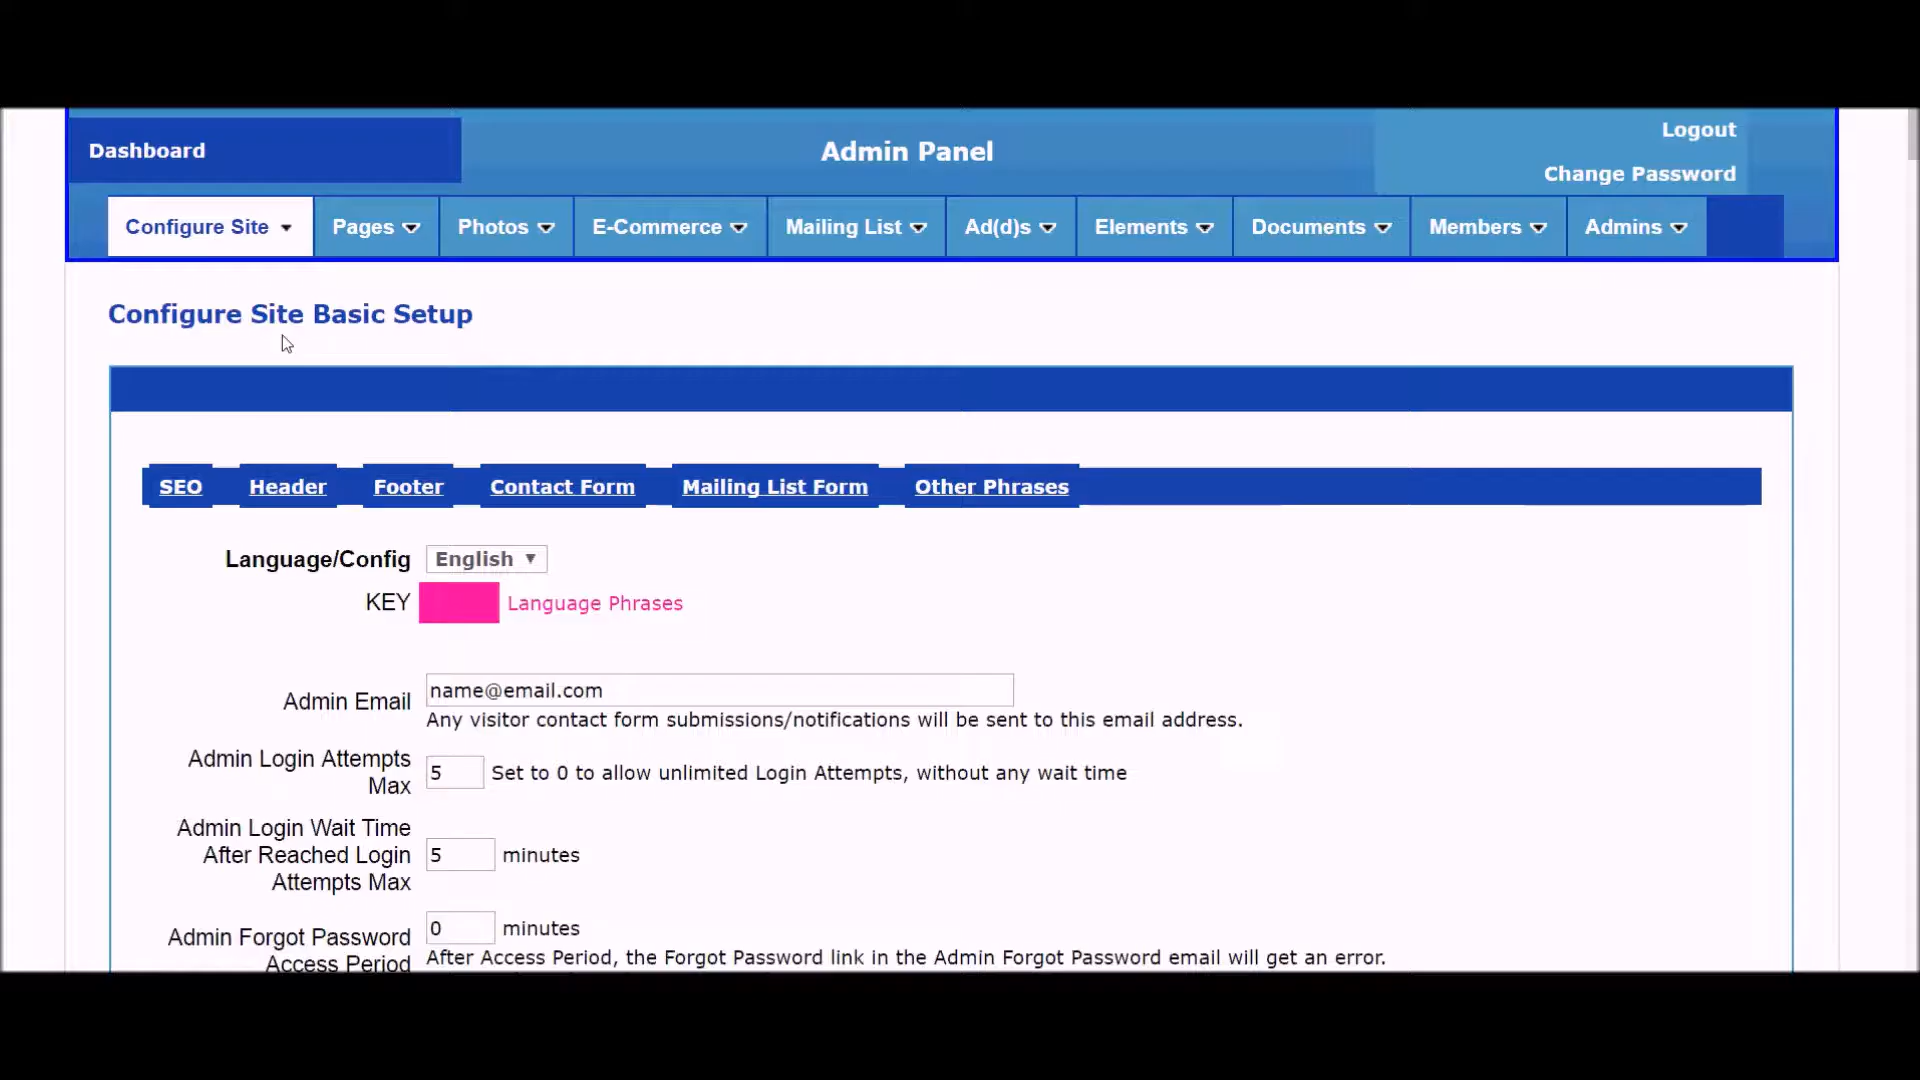 Dashboard
Admin Panel
Logout
Change Password
Configure Site
Pages
Photos
E-Commerce
Mailing List
Ad(d)s
Elements
Documents
Members
Admins
Configure Site Basic Setup
SEO
Header
Footer
Contact Form
Mailing List Form
Other Phrases
Language/Config English
KEY Language Phrases
Admin Email name@email.com
Any visitor contact form submissions/notifications will be sent to this email address.
Admin Login Attempts
Max
5 Set to 0 to allow unlimited Login Attempts, without any wait time
Admin Login Wait Time
After Reached Login
Attempts Max
5 minutes
Admin Forgot Password
Access Period
0 minutes
After Access Period, the Forgot Password link in the Admin Forgot Password email will get an error.